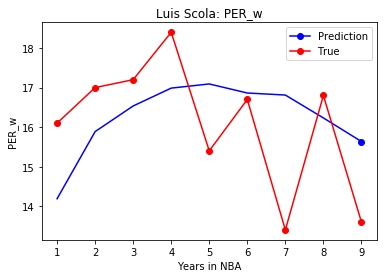 Luis Scola: PER_w
Prediction
True
PER_w
18
17
16
15
14
1 2 3 4 5 6 7 8 9
Years in NBA